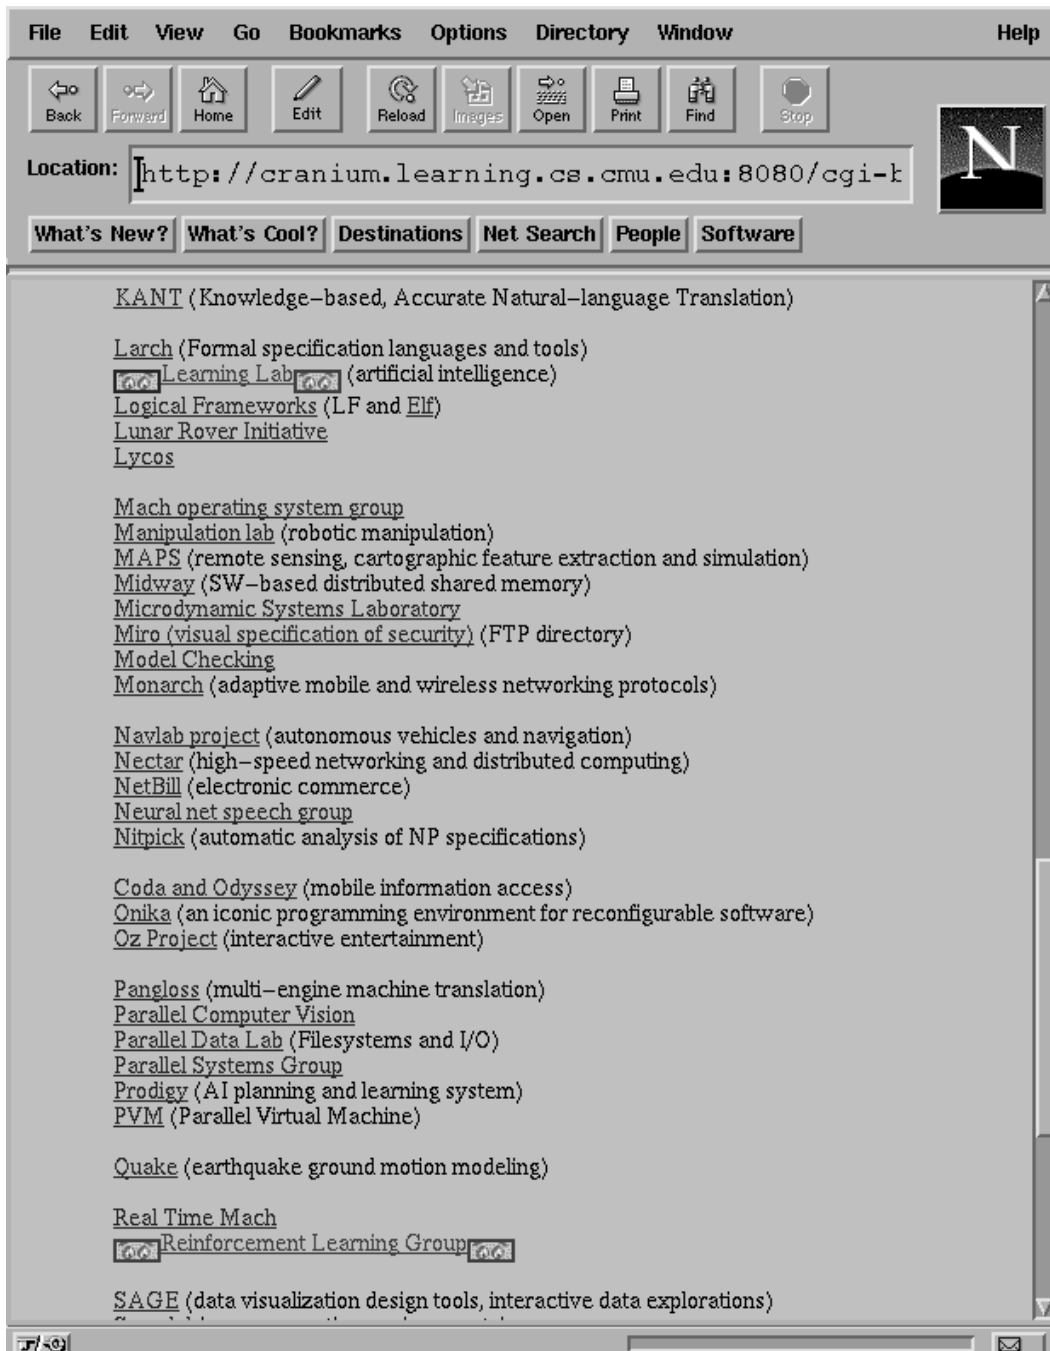 File Edit View Go Bookmarks Options Directory Window Help
Back Forward Home Edit Reload Images Open Print Find Stop
N
Location: http://cranium.learning.cs.cmu.edu:8080/cgi-b
What's New? What's Cool? Destinations Net Search People Software
KANT (Knowledge-based, Accurate Natural-language Translation)
Larch (Formal specification languages and tools)
Learning Lab (artificial intelligence)
Logical Frameworks (LF and Elf)
Lunar Rover Initiative
Lycos
Mach operating system group
Manipulation lab (robotic manipulation)
MAPS (remote sensing, cartographic feature extraction and simulation)
Midway (SW-based distributed shared memory)
Microdynamic Systems Laboratory
Miro (visual specification of security) (FTP directory)
Model Checking
Monarch (adaptive mobile and wireless networking protocols)
Navlab project (autonomous vehicles and navigation)
Nectar (high-speed networking and distributed computing)
NetBill (electronic commerce)
Neural net speech group
Nitpick (automatic analysis of NP specifications)
Coda and Odyssey (mobile information access)
Onika (an iconic programming environment for reconfigurable software)
Oz Project (interactive entertainment)
Pangloss (multi-engine machine translation)
Parallel Computer Vision
Parallel Data Lab (Filesystems and I/O)
Parallel Systems Group
Prodigy (AI planning and learning system)
PVM (Parallel Virtual Machine)
Quake (earthquake ground motion modeling)
Real Time Mach
Reinforcement Learning Group
SAGE (data visualization design tools, interactive data explorations)